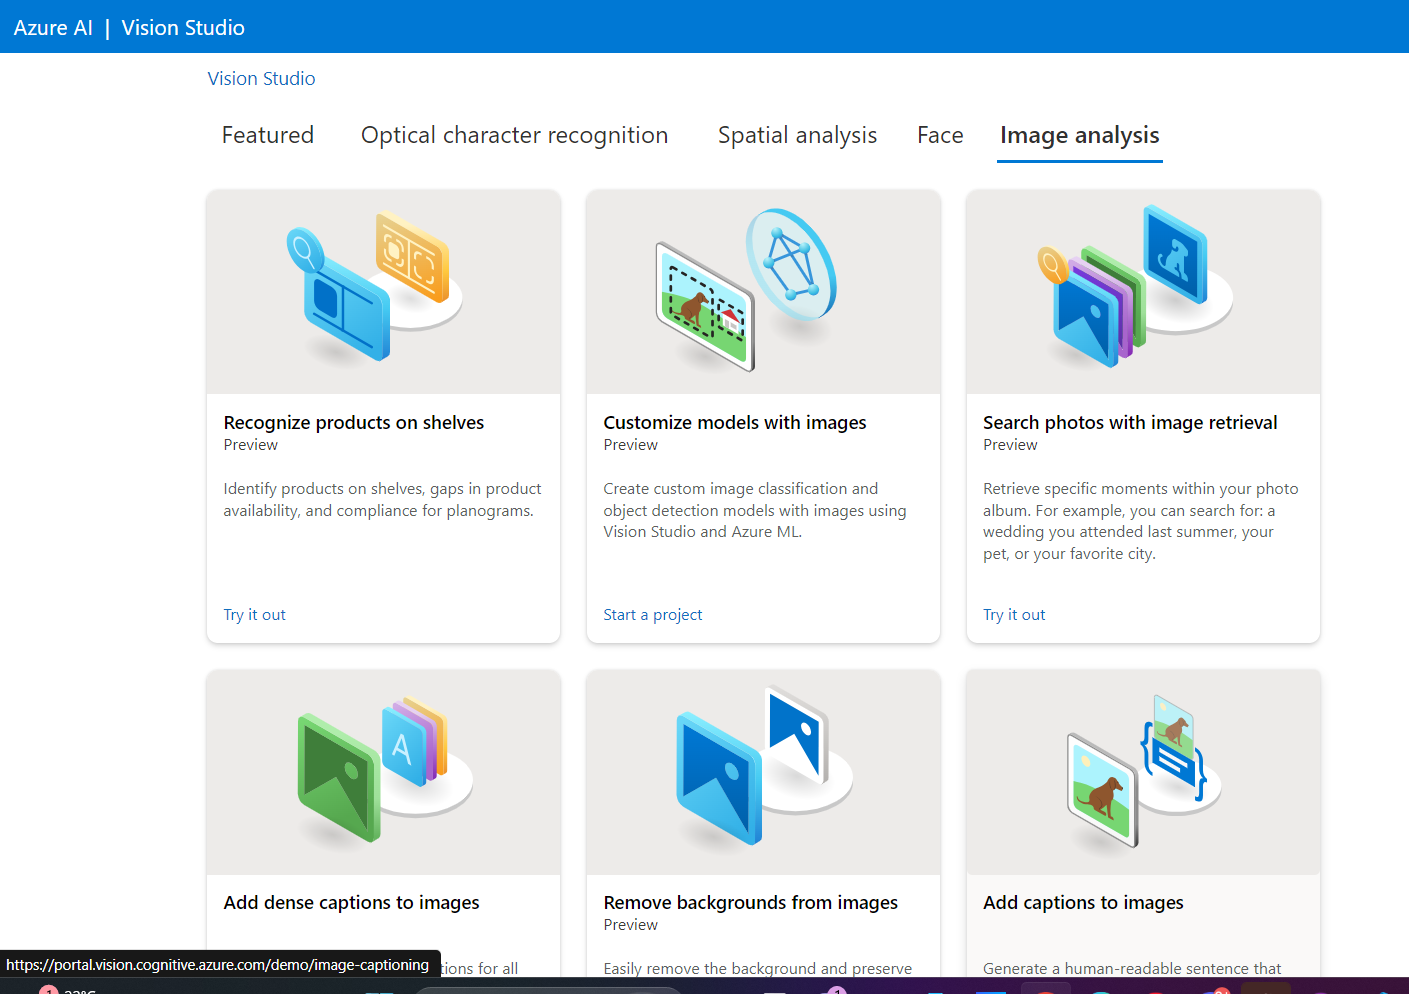 Azure AI | Vision Studio
Vision Studio
Featured Optical character recognition Spatial analysis Face Image analysis
Recognize products on shelves
Preview
Identify products on shelves, gaps in product
availability, and compliance for planograms.
Try it out
Customize models with images
Preview
Create custom image classification and
object detection models with images using
Vision Studio and Azure ML.
Start a project
Search photos with image retrieval
Preview
Retrieve specific moments within your photo
album. For example, you can search for: a
wedding you attended last summer, your
pet, or your favorite city.
Try it out
A
Add dense captions to images
tions for all
Remove backgrounds from images
Preview
Easily remove the background and preserve
Add captions to images
Generate a human-readable sentence that
https://portal.vision.cognitive.azure.com/demo/image-captioning